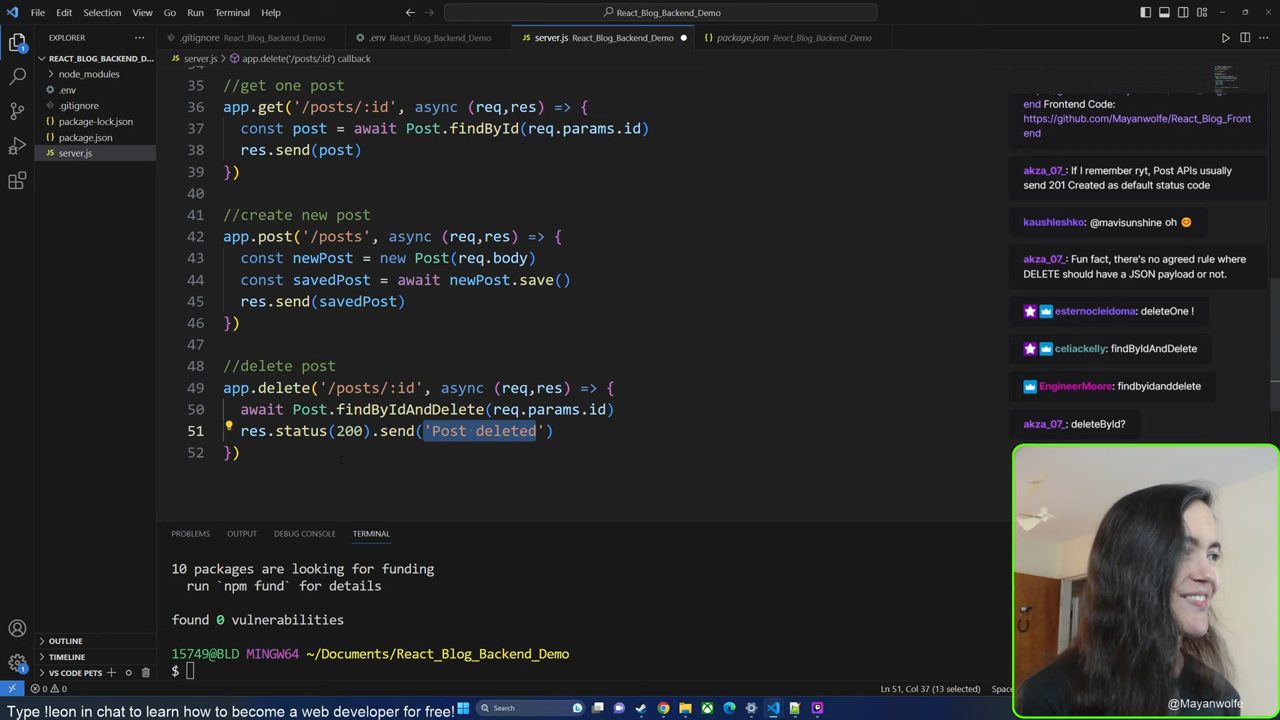 File Edit Selection View Go Run Terminal Help
React_Blog_Backend_Demo
EXPLORER
.gitignore React_Blog_Backend_Demo
.env React_Blog_Backend_Demo
JS server.js React_Blog_Backend_Demo
package.json React_Blog_Backend_Demo
JS server.js > app.delete('/posts/:id') callback
REACT_BLOG_BACKEND_D...
node_modules
.env
.gitignore
package-lock.json
package.json
JS server.js
35 //get one post
36 app.get('/posts/:id', async (req,res) => {
37 const post = await Post.findById(req.params.id)
38 res.send(post)
39 })
40
41 //create new post
42 app.post('/posts', async (req,res) => {
43 const newPost = new Post(req.body)
44 const savedPost = await newPost.save()
45 res.send(savedPost)
46 })
47
48 //delete post
49 app.delete('/posts/:id', async (req,res) => {
50 await Post.findByIdAndDelete(req.params.id)
51 res.status(200).send('Post deleted')
52 })
end Frontend Code:
https://github.com/Mayanwolfe/React_Blog_Front
end
akza_07_: If I remember ryt, Post APIs usually
send 201 Created as default status code
kaushleshko: @mavisunshine oh 😊
akza_07_: Fun fact, there's no agreed rule where
DELETE should have a JSON payload or not.
esternocleidoma: deleteOne !
celiackelly: findByIdAndDelete
EngineerMoore: findbyidanddelete
akza_07_: deleteById?
PROBLEMS OUTPUT DEBUG CONSOLE TERMINAL
10 packages are looking for funding
run `npm fund` for details
found 0 vulnerabilities
15749@BLD MINGW64 ~/Documents/React_Blog_Backend_Demo
$
OUTLINE
TIMELINE
VS CODE PETS
0 0
Ln 51, Col 37 (13 selected)
@Mayanwolfe
Type !leon in chat to learn how to become a web developer for free!
Search